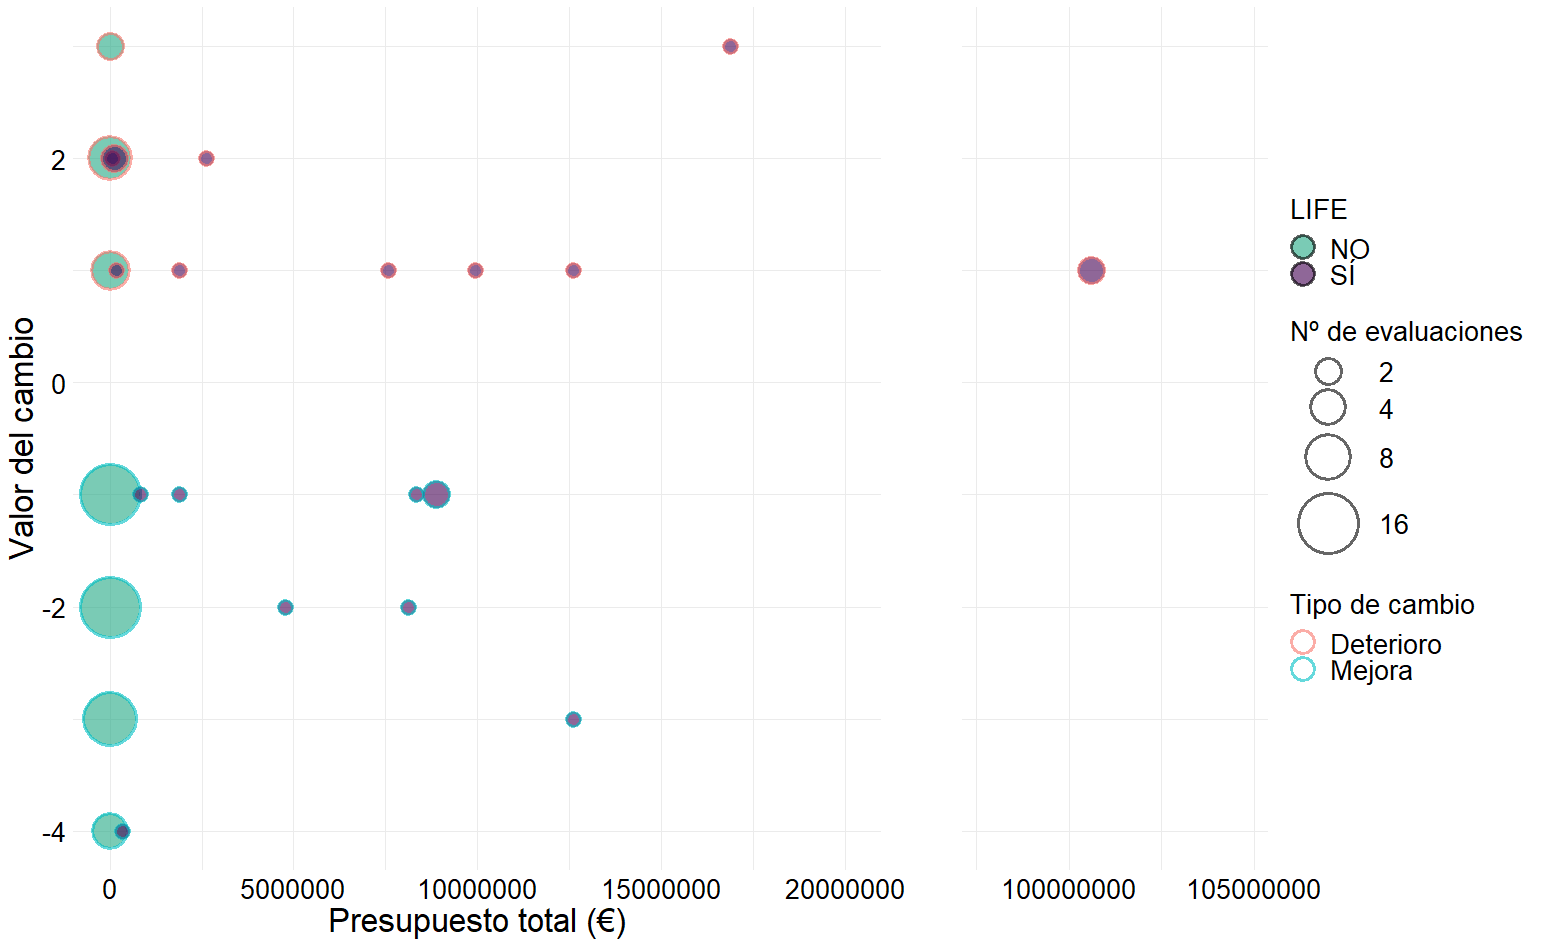 Valor del cambio
2
0
-2
-4
0
5000000
10000000
15000000
20000000
100000000
105000000
Presupuesto total (€)
LIFE
NO
SÍ
Nº de evaluaciones
2
4
8
16
Tipo de cambio
Deterioro
Mejora